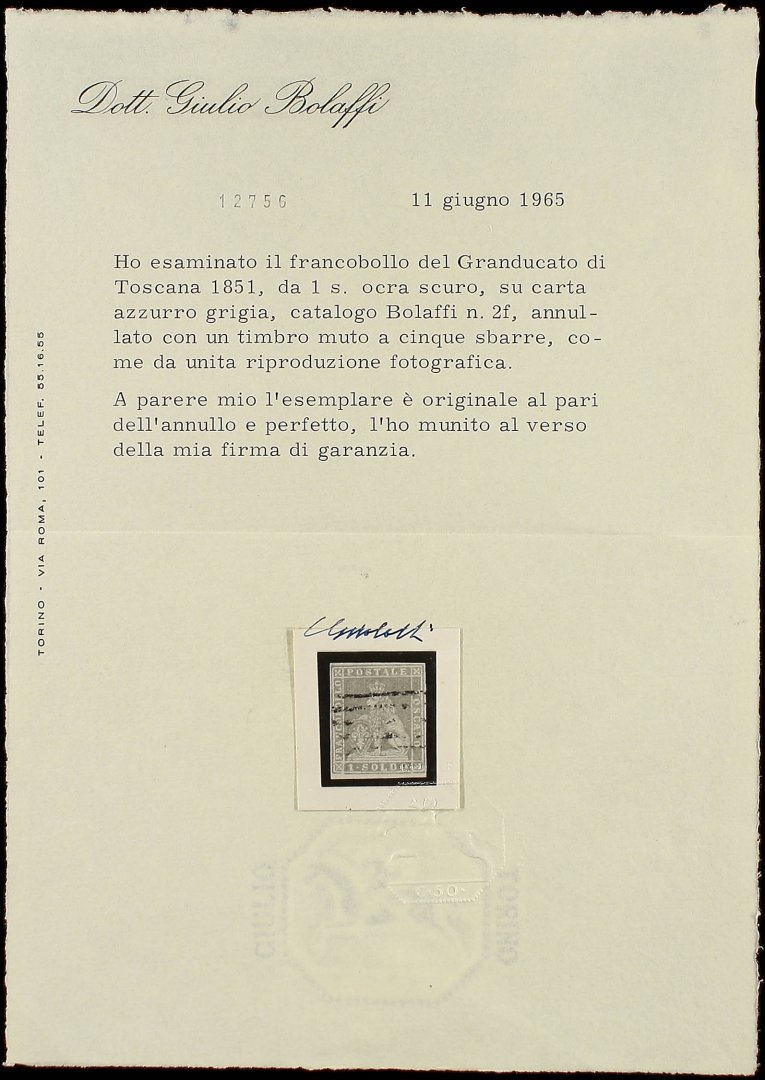 Dott. Giulio Bolaffi
12756
11 giugno 1965
Ho esaminato il francobollo del Granducato di
Toscana 1851, da 1 s. ocra scuro, su carta
azzurro grigia, catalogo Bolaffi n. 2f, annul-
lato con un timbro muto a cinque sbarre, co-
me da unita riproduzione fotografica.
A parere mio l'esemplare è originale al pari
dell'annullo e perfetto, l'ho munito al verso
della mia firma di garanzia.
TORINO - VIA ROMA, 101 - TELEF. 55.16.55
POSTALE
1·SOLDO
GIULIO
TORINO